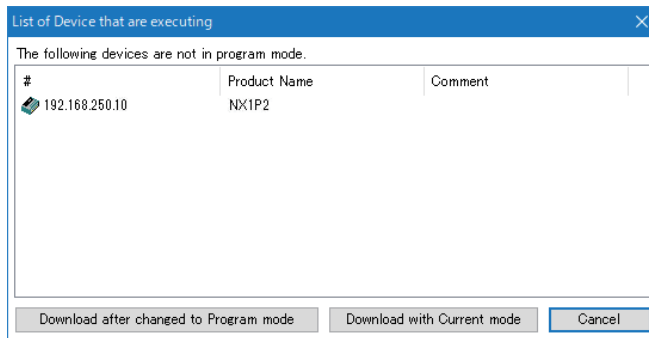 List of Device that are executing
The following devices are not in program mode.
# Product Name Comment
192.168.250.10 NX1P2
Download after changed to Program mode Download with Current mode Cancel